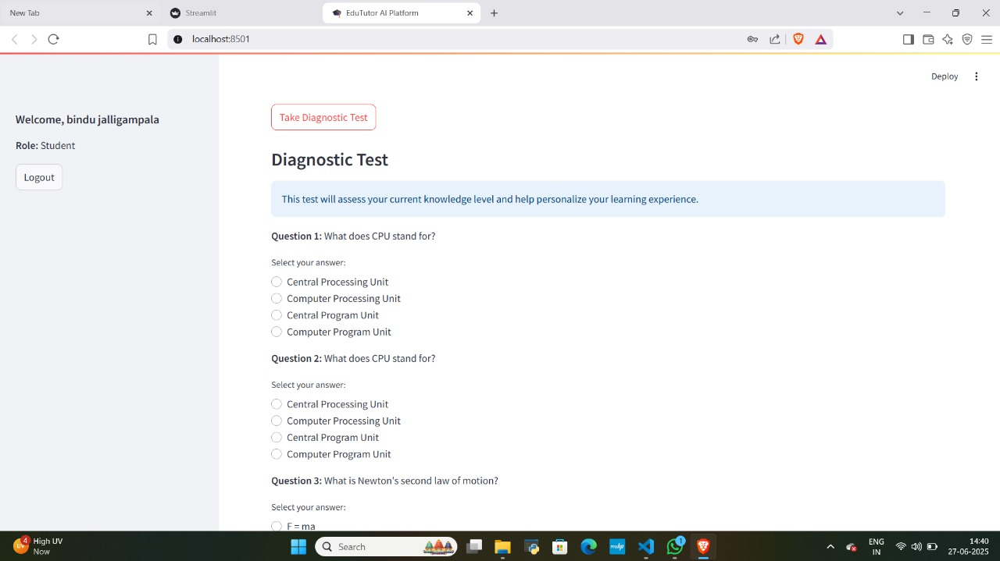 New Tab
Streamlit
EduTutor AI Platform
localhost:8501
Deploy
Welcome, bindu jalligampala
Role: Student
Logout
Take Diagnostic Test
Diagnostic Test
This test will assess your current knowledge level and help personalize your learning experience.
Question 1: What does CPU stand for?
Select your answer:
Central Processing Unit
Computer Processing Unit
Central Program Unit
Computer Program Unit
Question 2: What does CPU stand for?
Select your answer:
Central Processing Unit
Computer Processing Unit
Central Program Unit
Computer Program Unit
Question 3: What is Newton's second law of motion?
Select your answer:
F = ma
UV
4
High UV
Now
Search
myhp
1
ENG
IN
14:40
27-06-2025